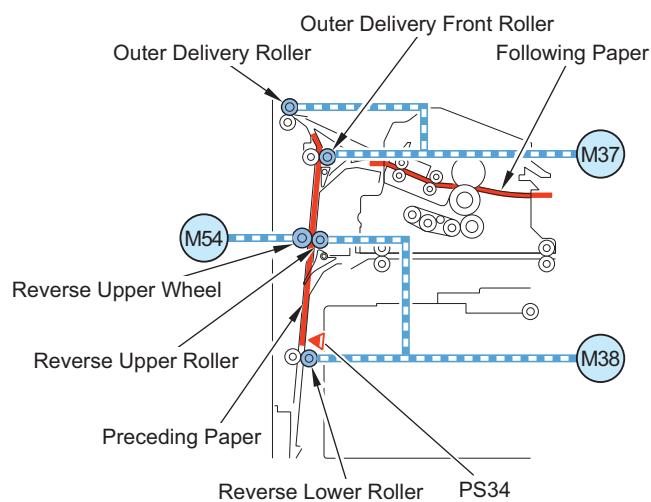 Outer Delivery Front Roller
Outer Delivery Roller
Following Paper
M37
M54
Reverse Upper Wheel
Reverse Upper Roller
M38
Preceding Paper
Reverse Lower Roller
PS34